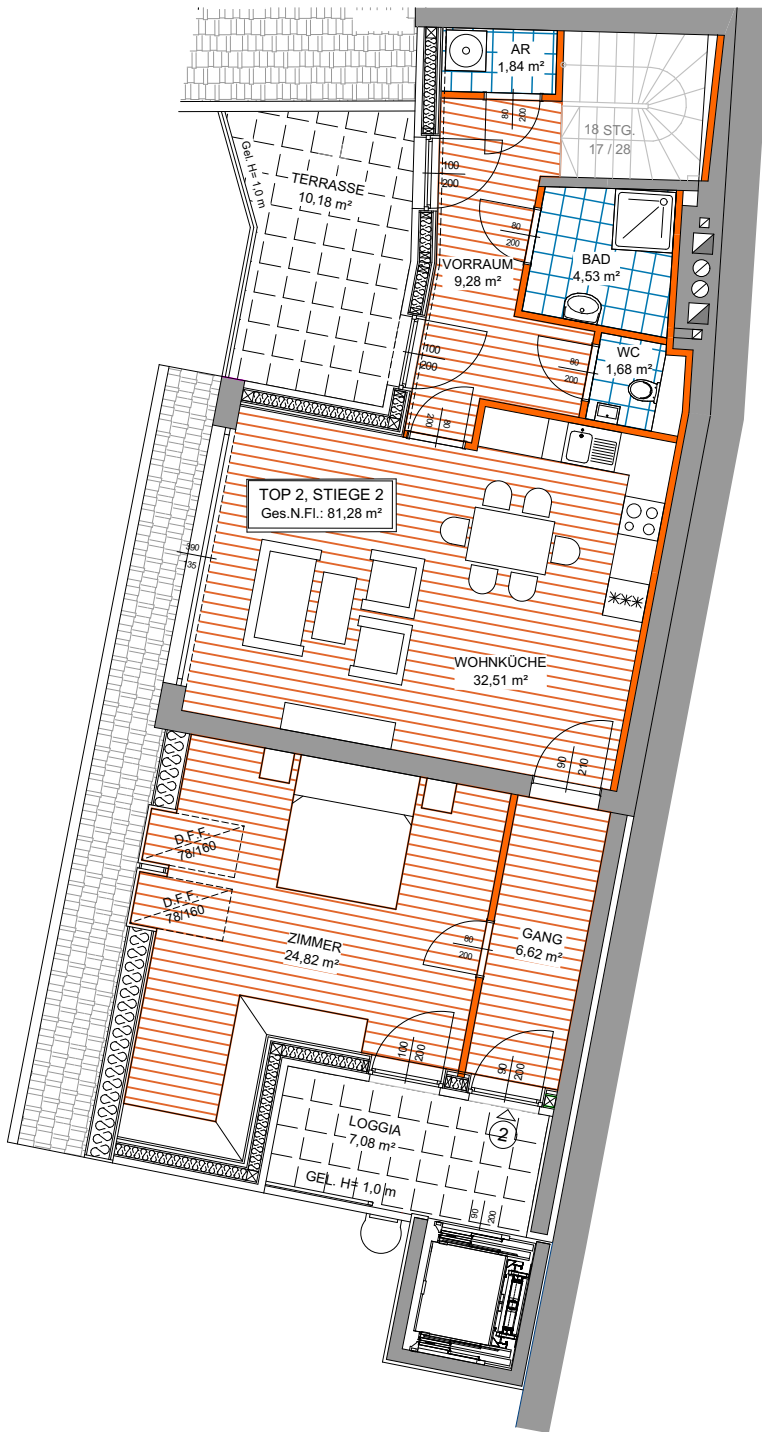 AR
1,84 m²
80
200
18 STG.
17 / 28
Gel. H= 1,0 m
TERRASSE
10,18 m²
100
200
80
200
BAD
4,53 m²
VORRAUM
9,28 m²
100
200
80
200
WC
1,68 m²
80
200
TOP 2, STIEGE 2
Ges.N.Fl.: 81,28 m²
390
35
WOHNKÜCHE
32,51 m²
90
210
D.F.F.
78/160
D.F.F.
78/160
ZIMMER
24,82 m²
80
200
GANG
6,62 m²
100
200
90
200
LOGGIA
7,08 m²
2
GEL. H= 1,0 m
90
200